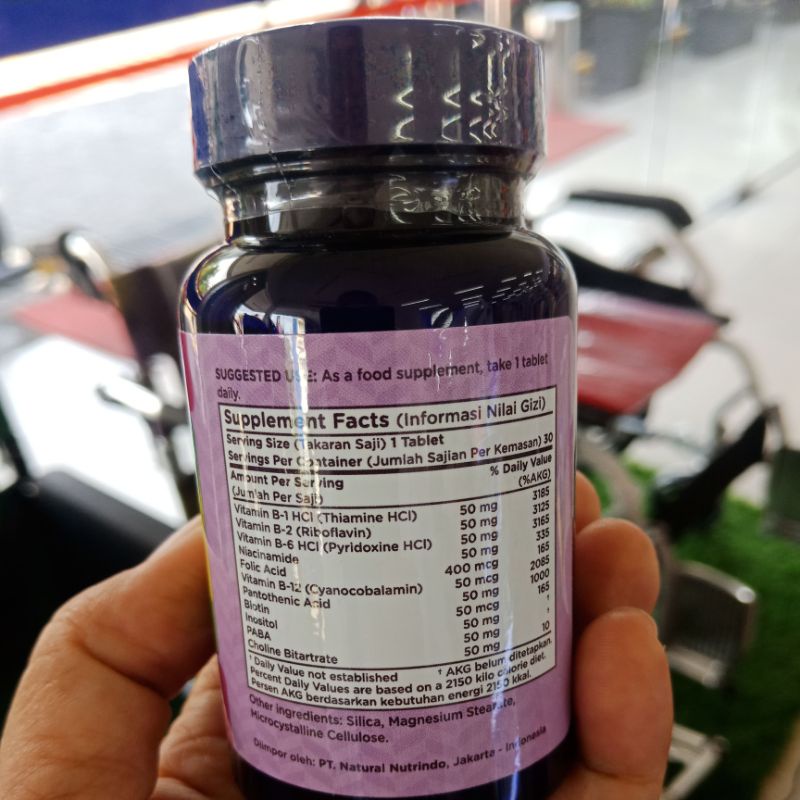 SUGGESTED USE: As a food supplement, take 1 tablet
daily.
Supplement Facts (Informasi Nilai Gizi)
Serving Size (Takaran Saji) 1 Tablet
Servings Per Container (Jumlah Sajian Per Kemasan) 30
Amount Per Serving % Daily Value
(Jumlah Per Saji) (%AKG)
Vitamin B-1 HCl (Thiamine HCl) 50 mg 3185
Vitamin B-2 (Riboflavin) 50 mg 3125
Vitamin B-6 HCl (Pyridoxine HCl) 50 mg 3165
Niacinamide 50 mg 335
Folic Acid 400 mcg 165
Vitamin B-12 (Cyanocobalamin) 50 mcg 2085
Pantothenic Acid 50 mg 1000
Biotin 50 mcg 165
Inositol 50 mg †
PABA 50 mg †
Choline Bitartrate 50 mg 10
† Daily Value not established † AKG belum ditetapkan.
Percent Daily Values are based on a 2150 kilo calorie diet.
Persen AKG berdasarkan kebutuhan energi 2150 kkal.
Other ingredients: Silica, Magnesium Stearate,
Microcystalline Cellulose.
Diimpor oleh: PT. Natural Nutrindo, Jakarta - Indonesia